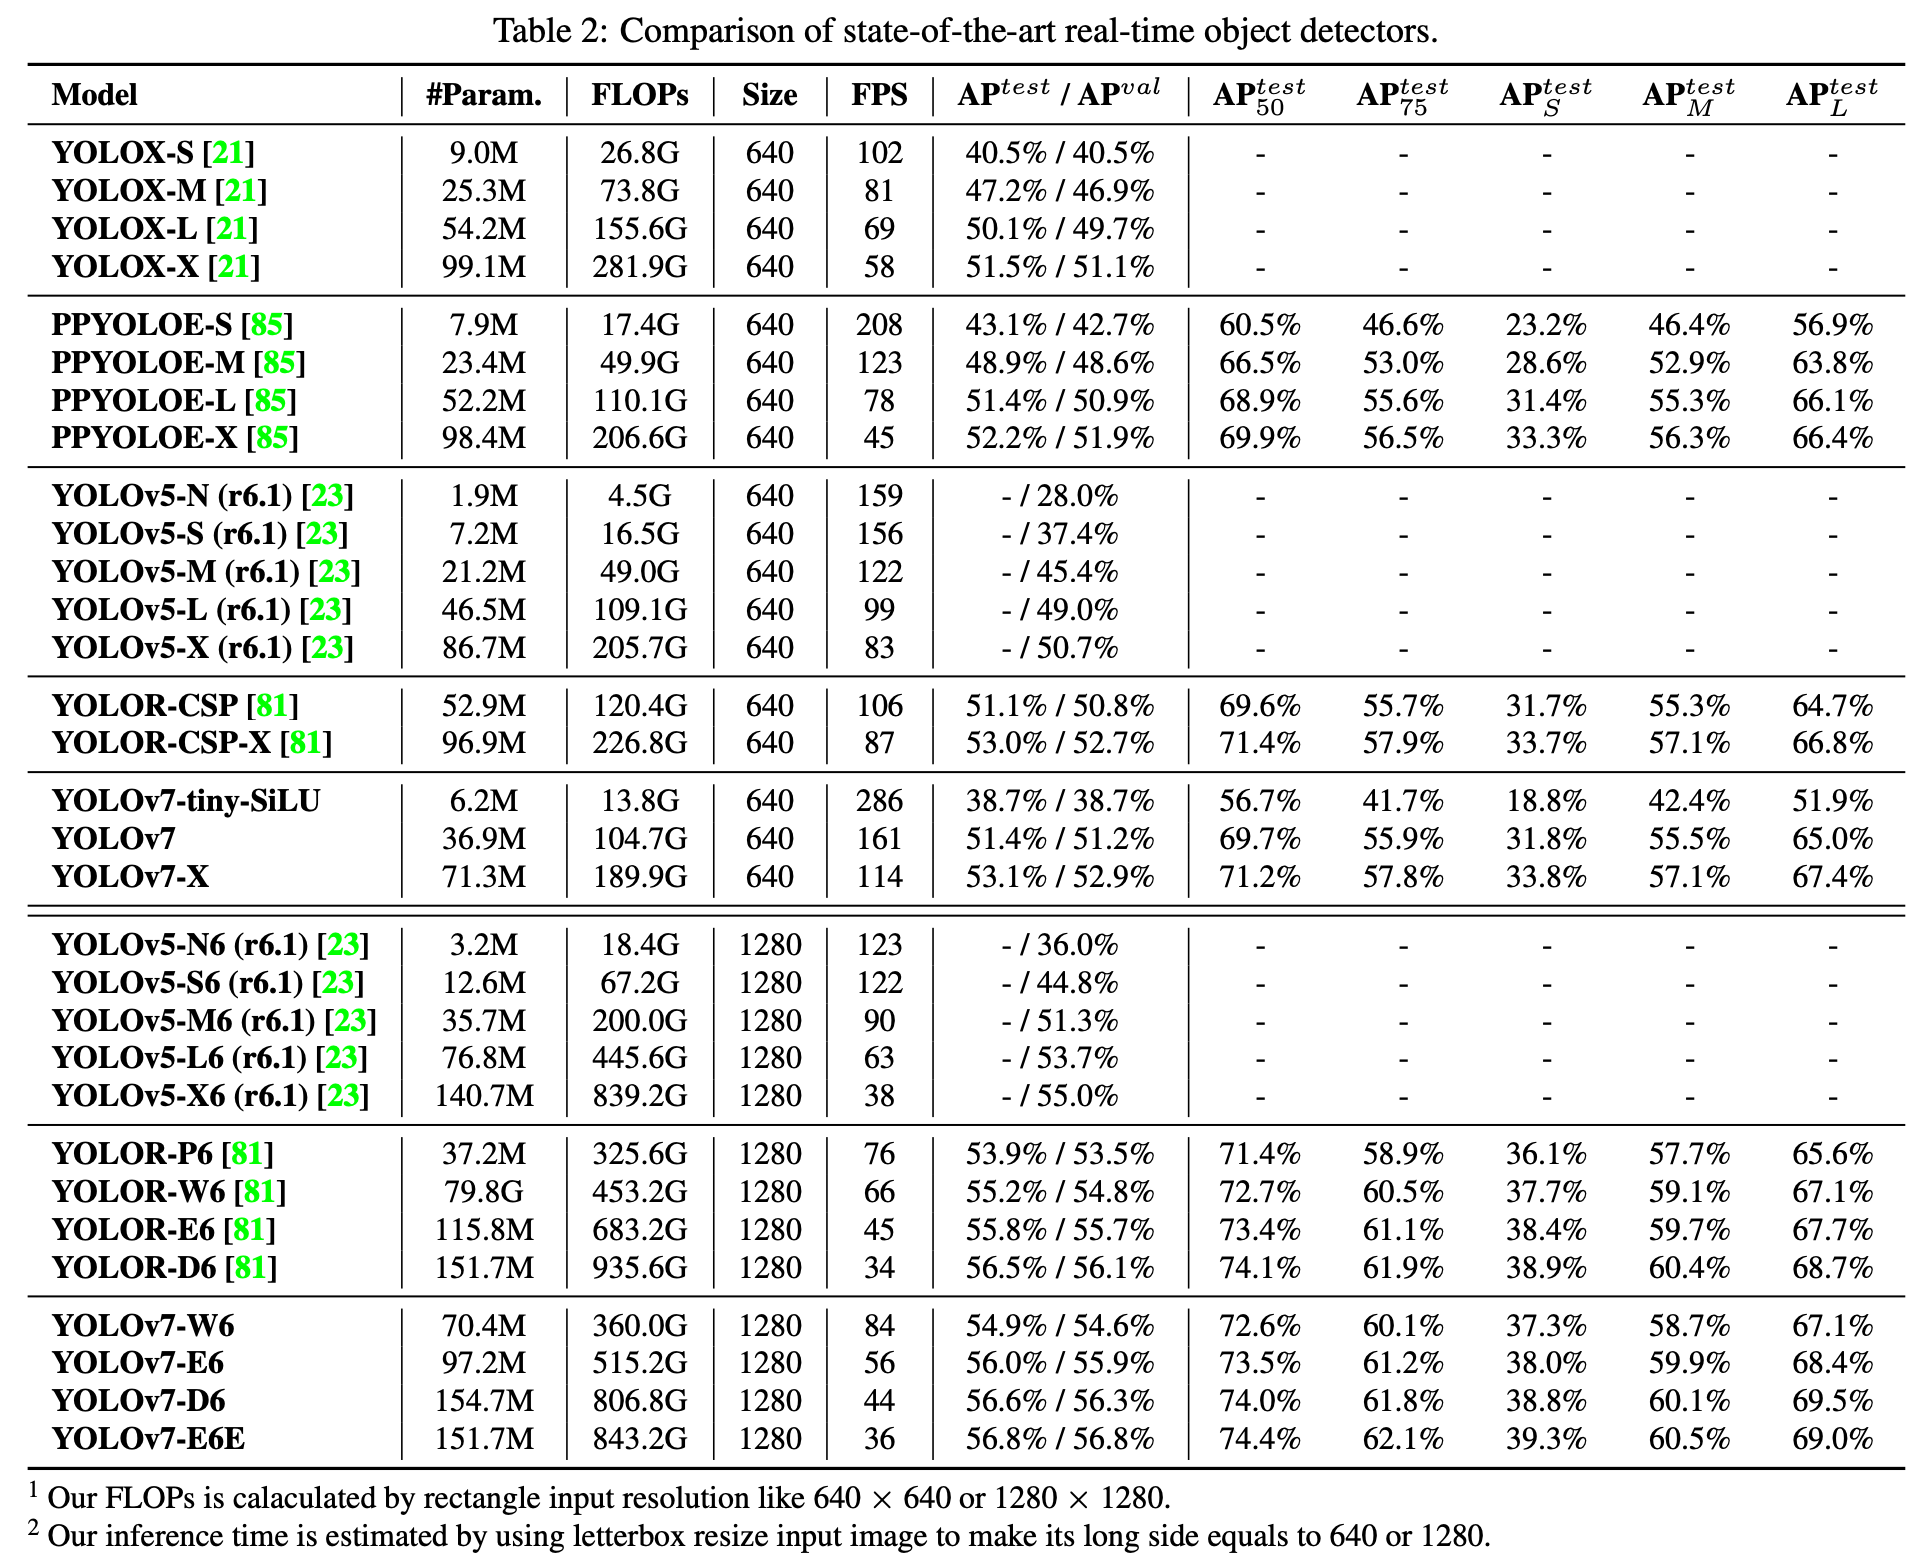 Table 2: Comparison of state-of-the-art real-time object detectors.
Model #Param. FLOPs Size FPS AP^test / AP^val AP_50^test AP_75^test AP_S^test AP_M^test AP_L^test
YOLOX-S [21] 9.0M 26.8G 640 102 40.5% / 40.5% - - - - -
YOLOX-M [21] 25.3M 73.8G 640 81 47.2% / 46.9% - - - - -
YOLOX-L [21] 54.2M 155.6G 640 69 50.1% / 49.7% - - - - -
YOLOX-X [21] 99.1M 281.9G 640 58 51.5% / 51.1% - - - - -
PPYOLOE-S [85] 7.9M 17.4G 640 208 43.1% / 42.7% 60.5% 46.6% 23.2% 46.4% 56.9%
PPYOLOE-M [85] 23.4M 49.9G 640 123 48.9% / 48.6% 66.5% 53.0% 28.6% 52.9% 63.8%
PPYOLOE-L [85] 52.2M 110.1G 640 78 51.4% / 50.9% 68.9% 55.6% 31.4% 55.3% 66.1%
PPYOLOE-X [85] 98.4M 206.6G 640 45 52.2% / 51.9% 69.9% 56.5% 33.3% 56.3% 66.4%
YOLOv5-N (r6.1) [23] 1.9M 4.5G 640 159 - / 28.0% - - - - -
YOLOv5-S (r6.1) [23] 7.2M 16.5G 640 156 - / 37.4% - - - - -
YOLOv5-M (r6.1) [23] 21.2M 49.0G 640 122 - / 45.4% - - - - -
YOLOv5-L (r6.1) [23] 46.5M 109.1G 640 99 - / 49.0% - - - - -
YOLOv5-X (r6.1) [23] 86.7M 205.7G 640 83 - / 50.7% - - - - -
YOLOR-CSP [81] 52.9M 120.4G 640 106 51.1% / 50.8% 69.6% 55.7% 31.7% 55.3% 64.7%
YOLOR-CSP-X [81] 96.9M 226.8G 640 87 53.0% / 52.7% 71.4% 57.9% 33.7% 57.1% 66.8%
YOLOv7-tiny-SiLU 6.2M 13.8G 640 286 38.7% / 38.7% 56.7% 41.7% 18.8% 42.4% 51.9%
YOLOv7 36.9M 104.7G 640 161 51.4% / 51.2% 69.7% 55.9% 31.8% 55.5% 65.0%
YOLOv7-X 71.3M 189.9G 640 114 53.1% / 52.9% 71.2% 57.8% 33.8% 57.1% 67.4%
YOLOv5-N6 (r6.1) [23] 3.2M 18.4G 1280 123 - / 36.0% - - - - -
YOLOv5-S6 (r6.1) [23] 12.6M 67.2G 1280 122 - / 44.8% - - - - -
YOLOv5-M6 (r6.1) [23] 35.7M 200.0G 1280 90 - / 51.3% - - - - -
YOLOv5-L6 (r6.1) [23] 76.8M 445.6G 1280 63 - / 53.7% - - - - -
YOLOv5-X6 (r6.1) [23] 140.7M 839.2G 1280 38 - / 55.0% - - - - -
YOLOR-P6 [81] 37.2M 325.6G 1280 76 53.9% / 53.5% 71.4% 58.9% 36.1% 57.7% 65.6%
YOLOR-W6 [81] 79.8G 453.2G 1280 66 55.2% / 54.8% 72.7% 60.5% 37.7% 59.1% 67.1%
YOLOR-E6 [81] 115.8M 683.2G 1280 45 55.8% / 55.7% 73.4% 61.1% 38.4% 59.7% 67.7%
YOLOR-D6 [81] 151.7M 935.6G 1280 34 56.5% / 56.1% 74.1% 61.9% 38.9% 60.4% 68.7%
YOLOv7-W6 70.4M 360.0G 1280 84 54.9% / 54.6% 72.6% 60.1% 37.3% 58.7% 67.1%
YOLOv7-E6 97.2M 515.2G 1280 56 56.0% / 55.9% 73.5% 61.2% 38.0% 59.9% 68.4%
YOLOv7-D6 154.7M 806.8G 1280 44 56.6% / 56.3% 74.0% 61.8% 38.8% 60.1% 69.5%
YOLOv7-E6E 151.7M 843.2G 1280 36 56.8% / 56.8% 74.4% 62.1% 39.3% 60.5% 69.0%
1 Our FLOPs is calaculated by rectangle input resolution like 640 × 640 or 1280 × 1280.
2 Our inference time is estimated by using letterbox resize input image to make its long side equals to 640 or 1280.